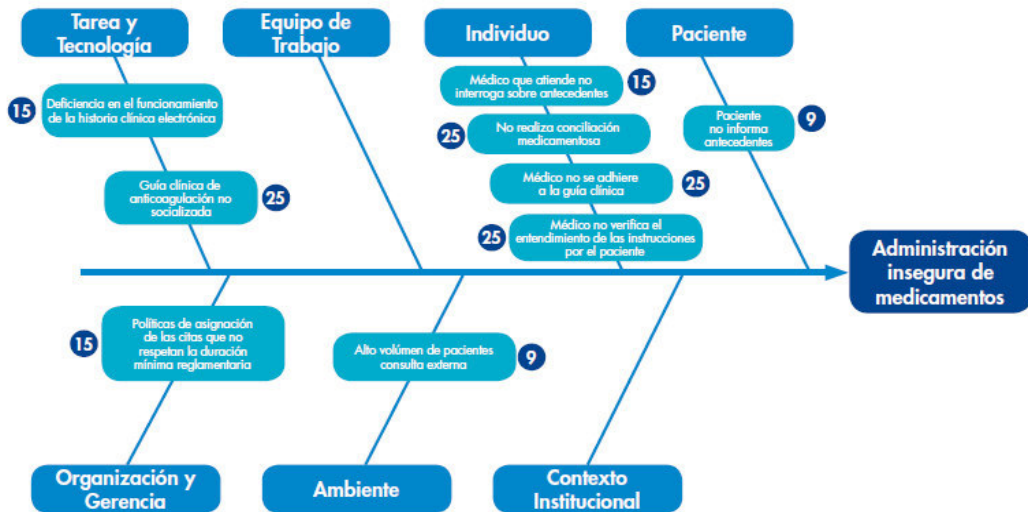 Tarea y
Tecnología
Equipo de
Trabajo
Individuo
Paciente
15
Deficiencia en el funcionamiento
de la historia clínica electrónica
Guía clínica de
anticoagulación no
socializada
25
Médico que atiende no
interroga sobre antecedentes
15
25
No realiza conciliación
medicamentosa
Médico no se adhiere
a la guía clínica
25
25
Médico no verifica el
entendimiento de las instrucciones
por el paciente
Paciente
no informa
antecedentes
9
Administración
insegura de
medicamentos
15
Políticas de asignación
de las citas que no
respetan la duración
mínima reglamentaria
Alto volúmen de pacientes
consulta externa
9
Organización y
Gerencia
Ambiente
Contexto
Institucional